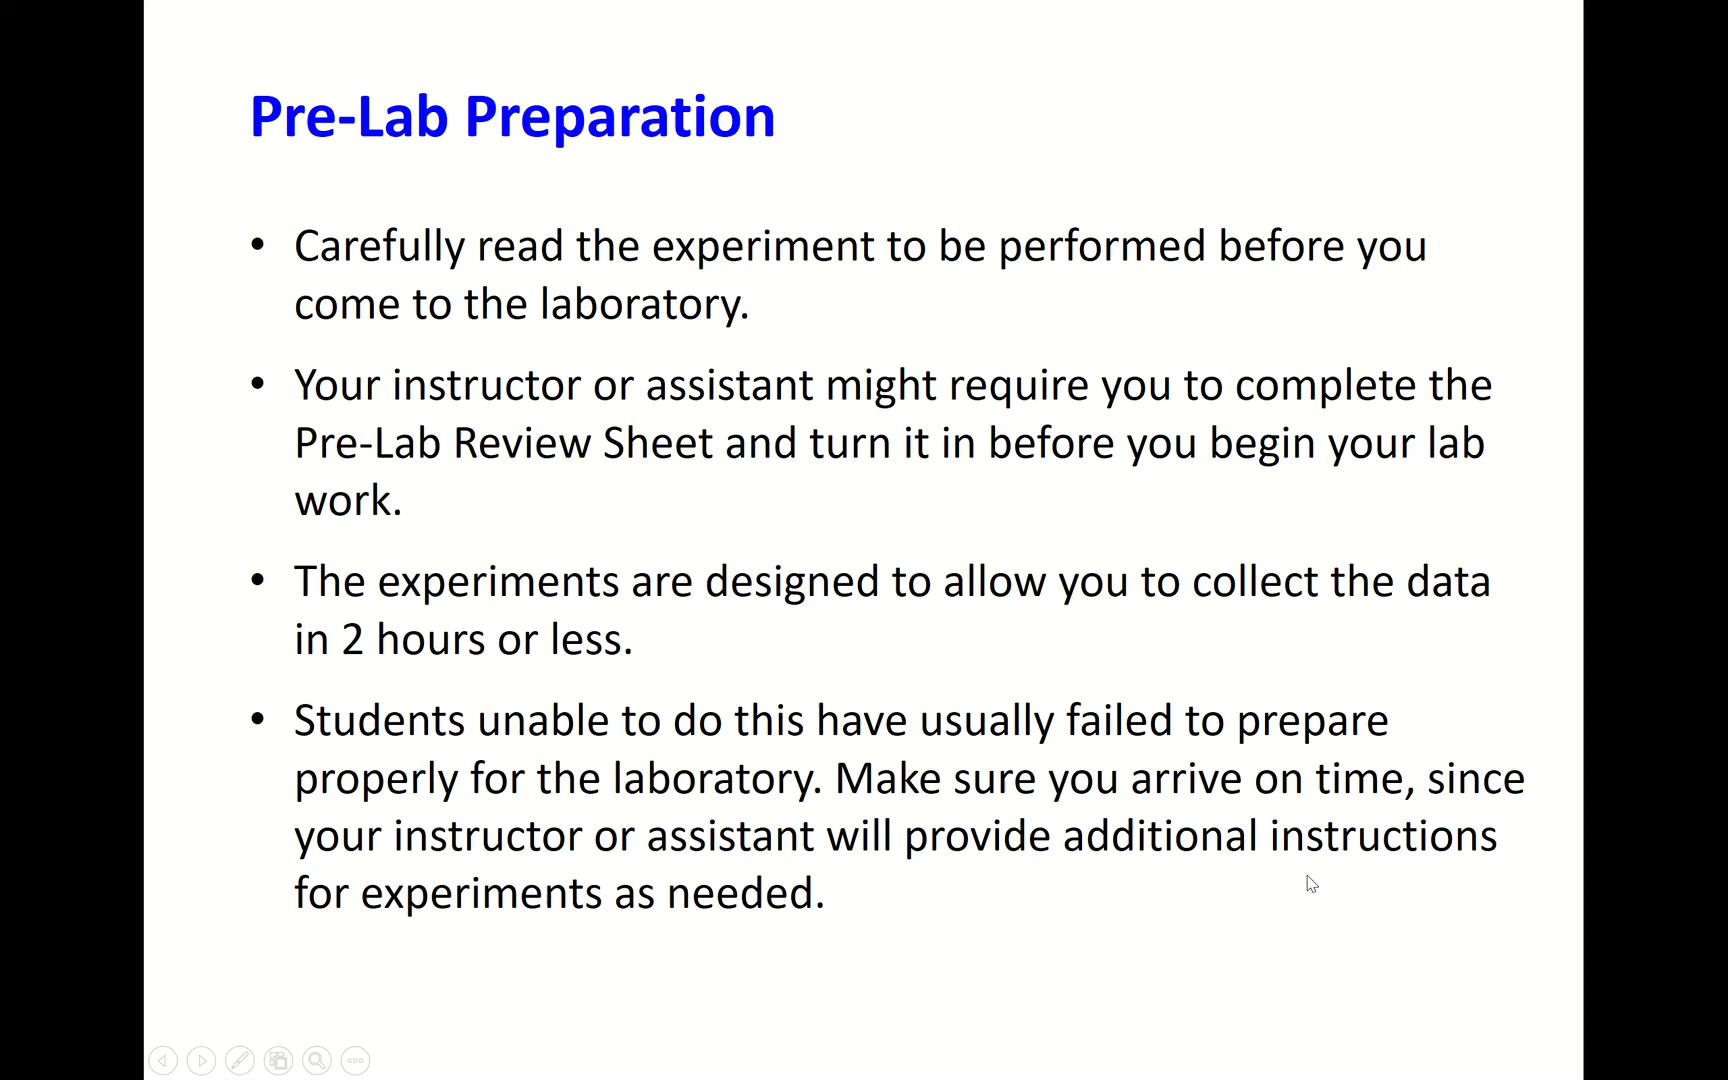 Pre-Lab Preparation
• Carefully read the experiment to be performed before you
come to the laboratory.
• Your instructor or assistant might require you to complete the
Pre-Lab Review Sheet and turn it in before you begin your lab
work.
• The experiments are designed to allow you to collect the data
in 2 hours or less.
• Students unable to do this have usually failed to prepare
properly for the laboratory. Make sure you arrive on time, since
your instructor or assistant will provide additional instructions
for experiments as needed.